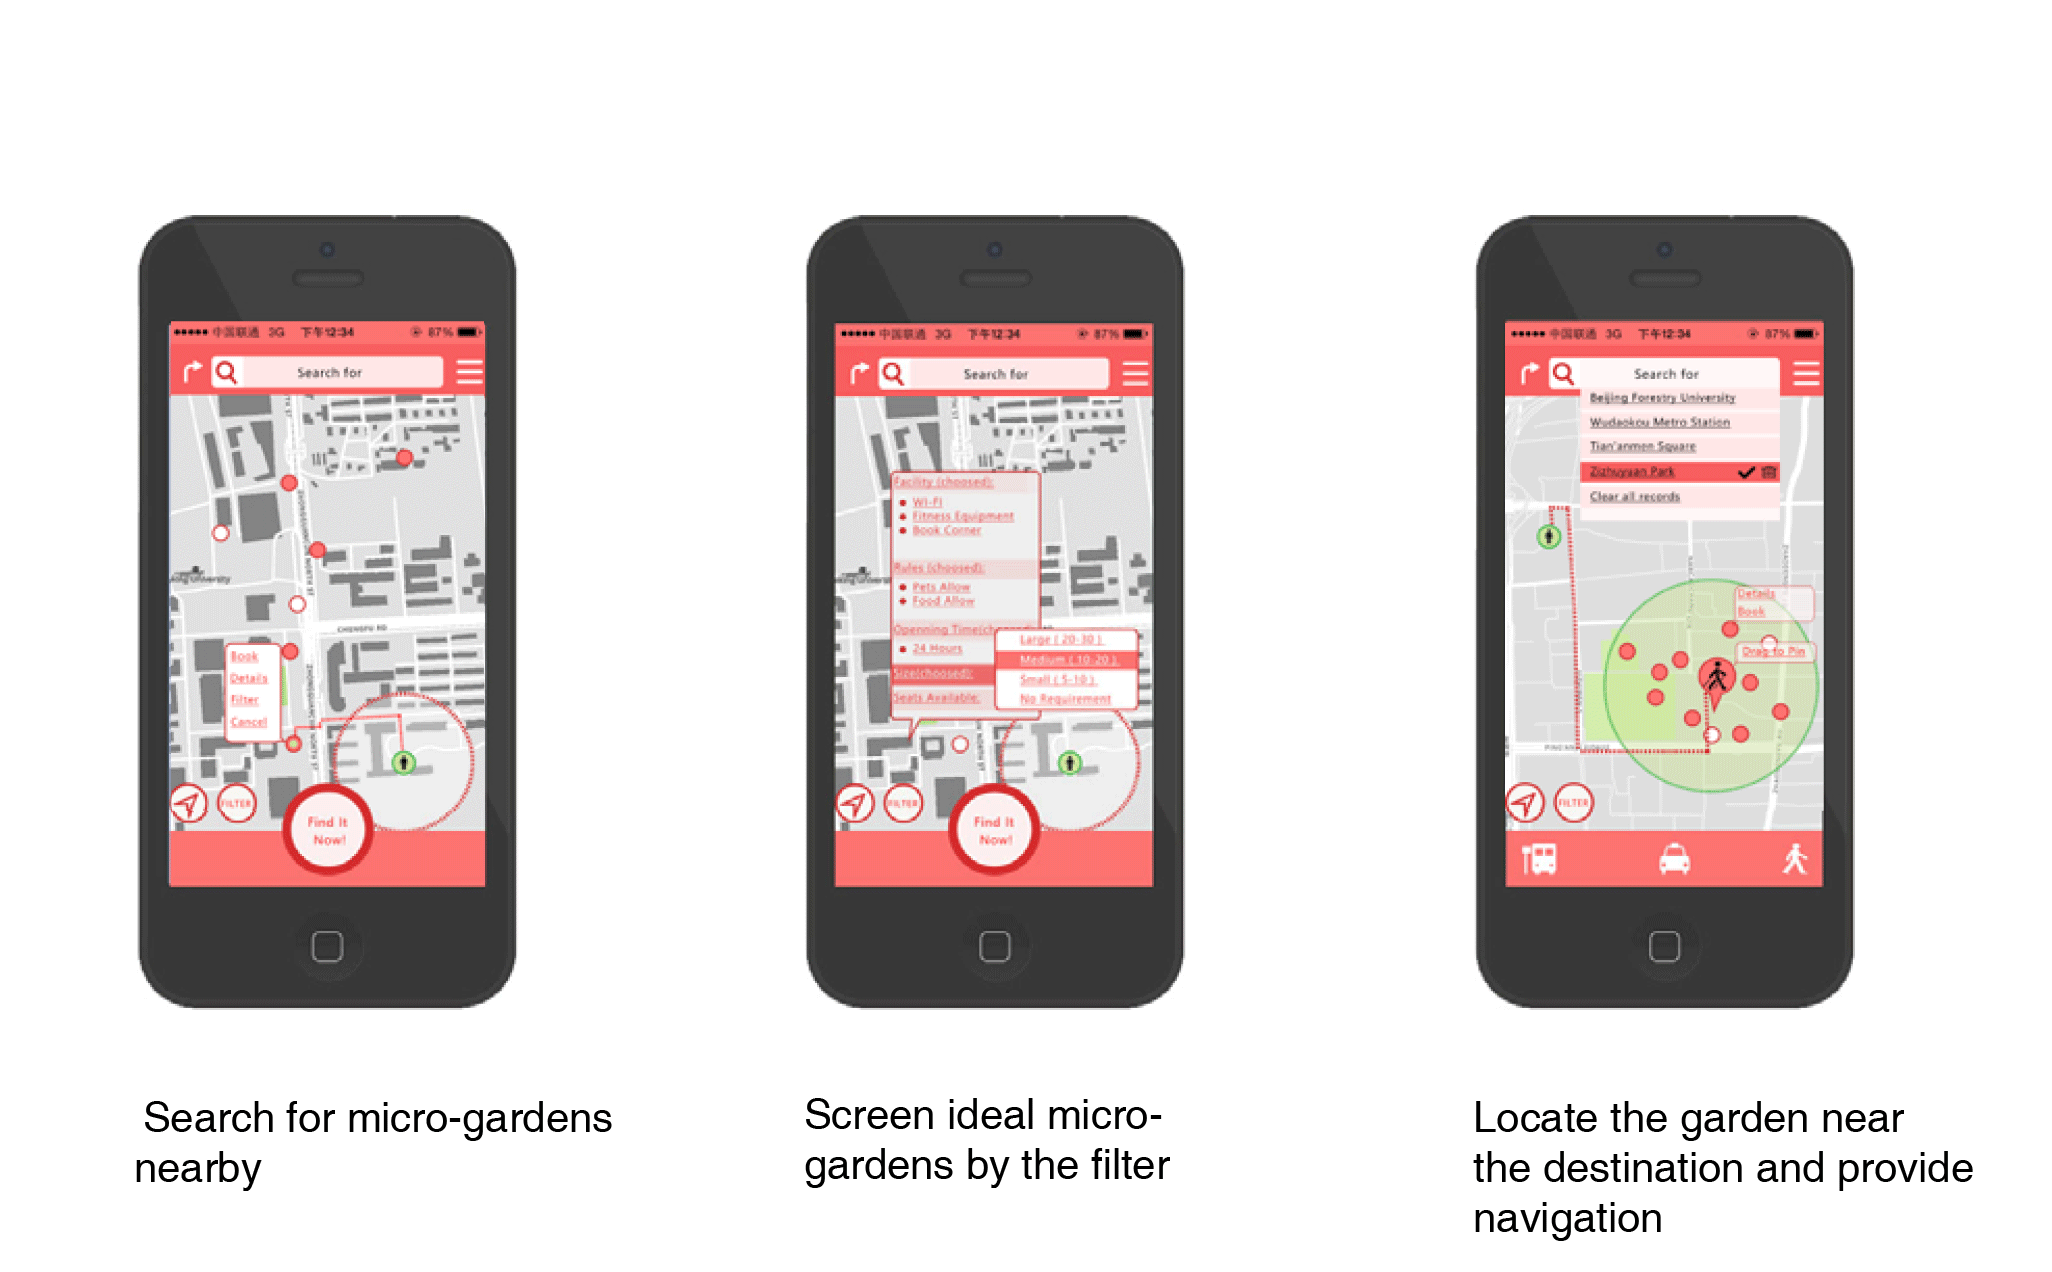 中国联通 3G 下午12:34 87%
Search for
Book
Details
Filter
Cancel
CHENGFU RD
FILTER
Find It
Now!
Search for micro-gardens
nearby
中国联通 3G 下午12:34 87%
Search for
Facility (choosed):
Wi-Fi
Fitness Equipment
Book Corner
Rules (choosed):
Pets Allow
Food Allow
Openning Time(choosed):
24 Hours
Size(choosed):
Seats Available:
Large ( 20-30 )
Medium ( 10-20 )
Small ( 5-10 )
No Requirement
FILTER
Find It
Now!
Screen ideal micro-
gardens by the filter
中国联通 3G 下午12:34 87%
Search for
Beijing Forestry University
Wudaokou Metro Station
Tian'anmen Square
Zizhuyuan Park
Clear all records
Details
Book
Drag to Pin
FILTER
Locate the garden near
the destination and provide
navigation